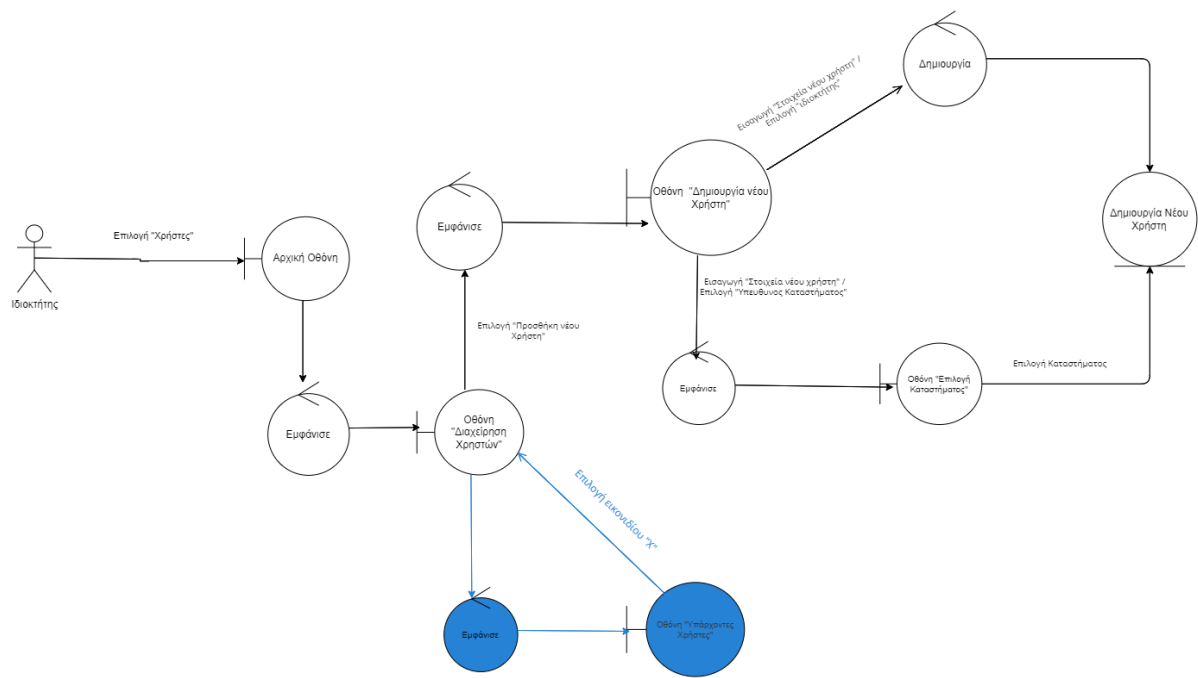 Δημιουργία
Εισαγωγή "Στοιχεία νέου χρήστη" /
Επιλογή "ιδιοκτήτης"
Οθόνη "Δημιουργία νέου
Χρήστη"
Δημιουργία Νέου
Χρήστη
Εμφάνισε
Επιλογή "Χρήστες"
Αρχική Οθόνη
Ιδιοκτήτης
Εισαγωγή "Στοιχεία νέου χρήστη" /
Επιλογή "Υπευθυνος Καταστήματος"
Επιλογή "Προσθήκη νέου
Χρήστη"
Επιλογή Καταστήματος
Εμφάνισε
Οθόνη "Επιλογή
Καταστήματος"
Εμφάνισε
Οθόνη
"Διαχείρηση
Χρηστών"
Επιλογή εικονιδίου "Χ"
Εμφάνισε
Οθόνη "Υπάρχοντες
Χρήστες"